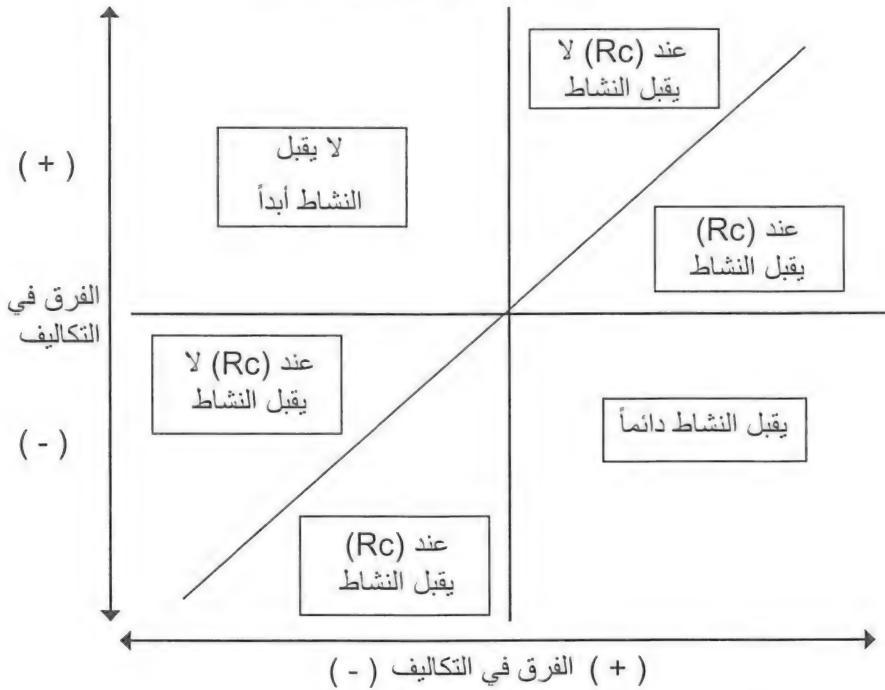 عند (Rc) لا
يقبل النشاط
لا يقبل
النشاط أبداً
( + )
عند (Rc)
يقبل النشاط
الفرق في
التكاليف
عند (Rc) لا
يقبل النشاط
يقبل النشاط دائماً
( - )
عند (Rc)
يقبل النشاط
( + ) الفرق في التكاليف ( - )